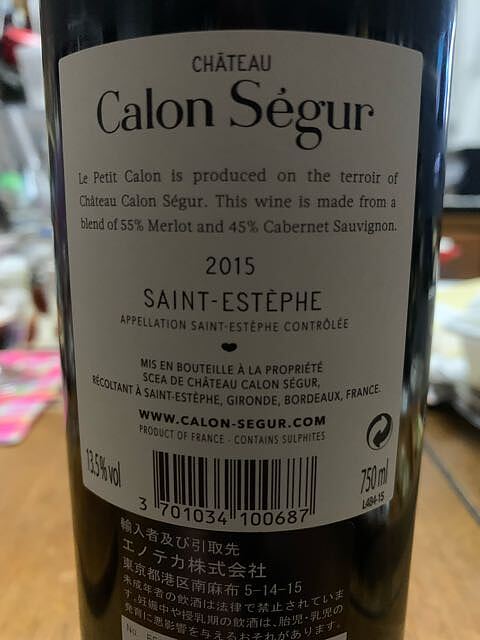 CHÂTEAU
Calon Ségur
Le Petit Calon is produced on the terroir of
Château Calon Ségur. This wine is made from a
blend of 55% Merlot and 45% Cabernet Sauvignon.
2015
SAINT-ESTÈPHE
APPELLATION SAINT-ESTÈPHE CONTRÔLÉE
MIS EN BOUTEILLE À LA PROPRIÉTÉ
SCEA DE CHÂTEAU CALON SÉGUR,
RÉCOLTANT À SAINT-ESTÈPHE, GIRONDE, BORDEAUX, FRANCE.
WWW.CALON-SEGUR.COM
PRODUCT OF FRANCE - CONTAINS SULPHITES
13.5% vol
750 ml
L484-15
3 701034 100687
輸入者及び引取先
エノテカ株式会社
東京都港区南麻布 5-14-15
未成年者の飲酒は法律で禁止されていま
す。妊娠中や授乳期の飲酒は、胎児・乳児の
発育に悪影響を与えるおそれがあります。
No.